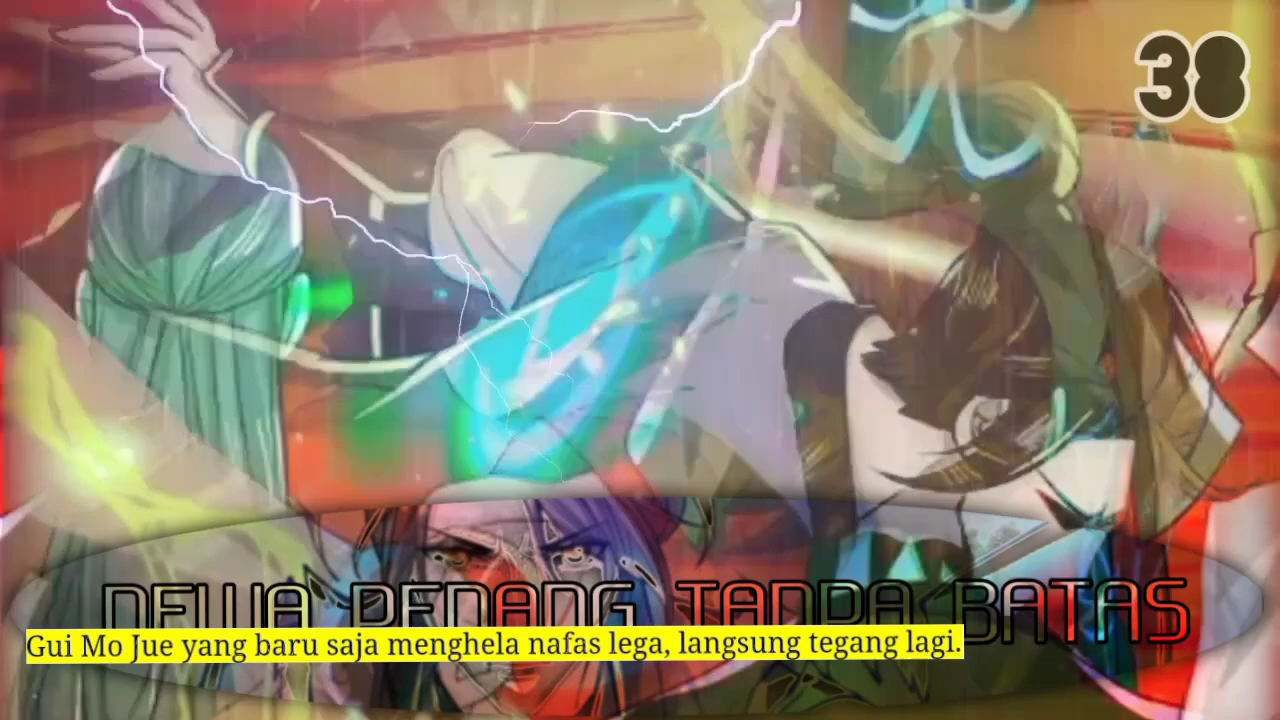 38
DEWA PEDANG TANPA BATAS
Gui Mo Jue yang baru saja menghela nafas lega, langsung tegang lagi.